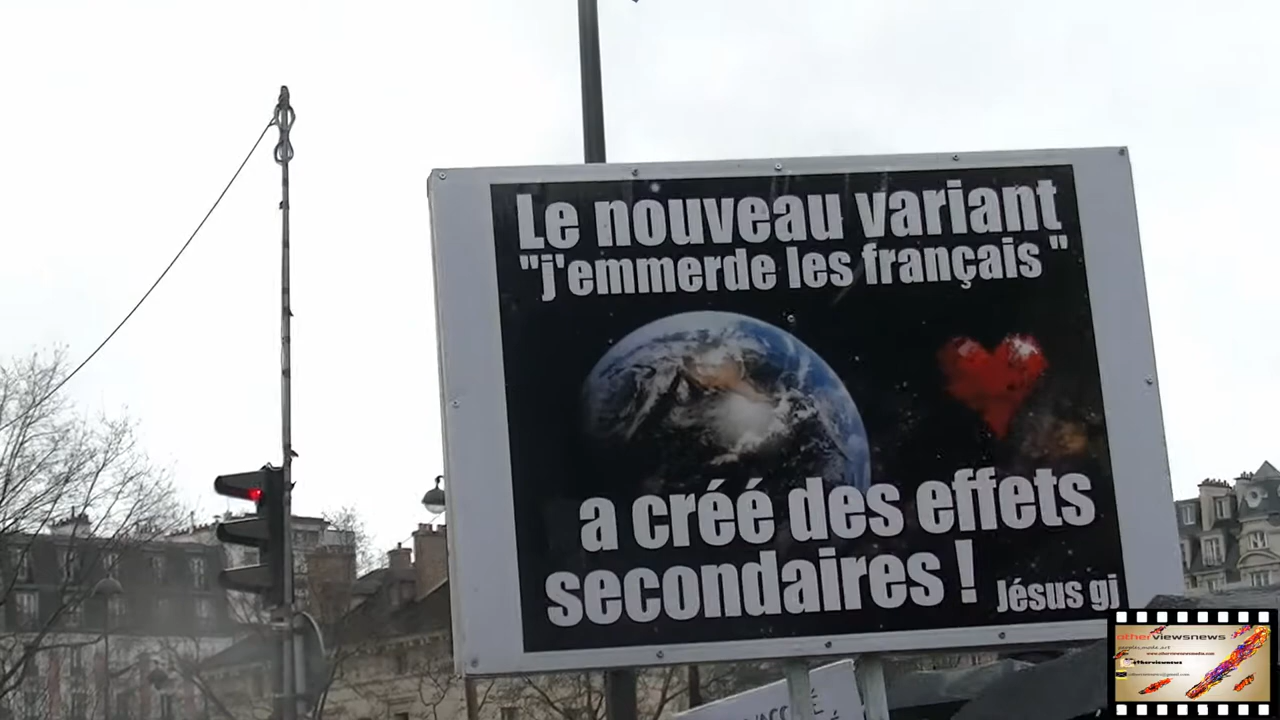 Le nouveau variant
"j'emmerde les français "
a créé des effets
secondaires !
Jésus gj
otherviewsnews